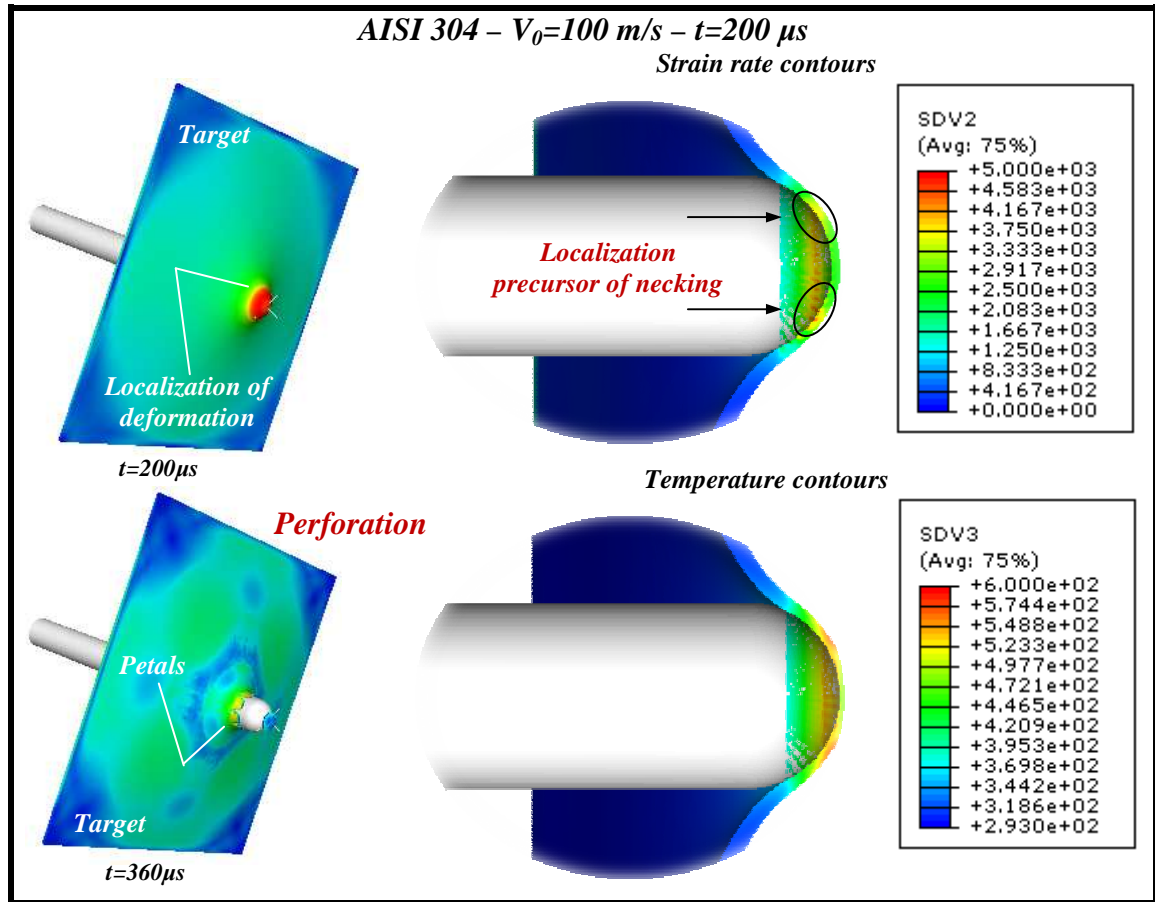 AISI 304 – V0=100 m/s – t=200 µs
Strain rate contours
Target
Localization of
deformation
t=200µs
Localization
precursor of necking
SDV2
(Avg: 75%)
+5.000e+03
+4.583e+03
+4.167e+03
+3.750e+03
+3.333e+03
+2.917e+03
+2.500e+03
+2.083e+03
+1.667e+03
+1.250e+03
+8.333e+02
+4.167e+02
+0.000e+00
Temperature contours
Perforation
Petals
Target
t=360µs
SDV3
(Avg: 75%)
+6.000e+02
+5.744e+02
+5.488e+02
+5.233e+02
+4.977e+02
+4.721e+02
+4.465e+02
+4.209e+02
+3.953e+02
+3.698e+02
+3.442e+02
+3.186e+02
+2.930e+02